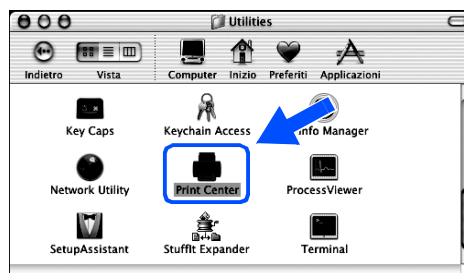 Utilities
Indietro Vista Computer Inizio Preferiti Applicazioni
Key Caps Keychain Access Info Manager
Network Utility Print Center ProcessViewer
SetupAssistant StuffIt Expander Terminal